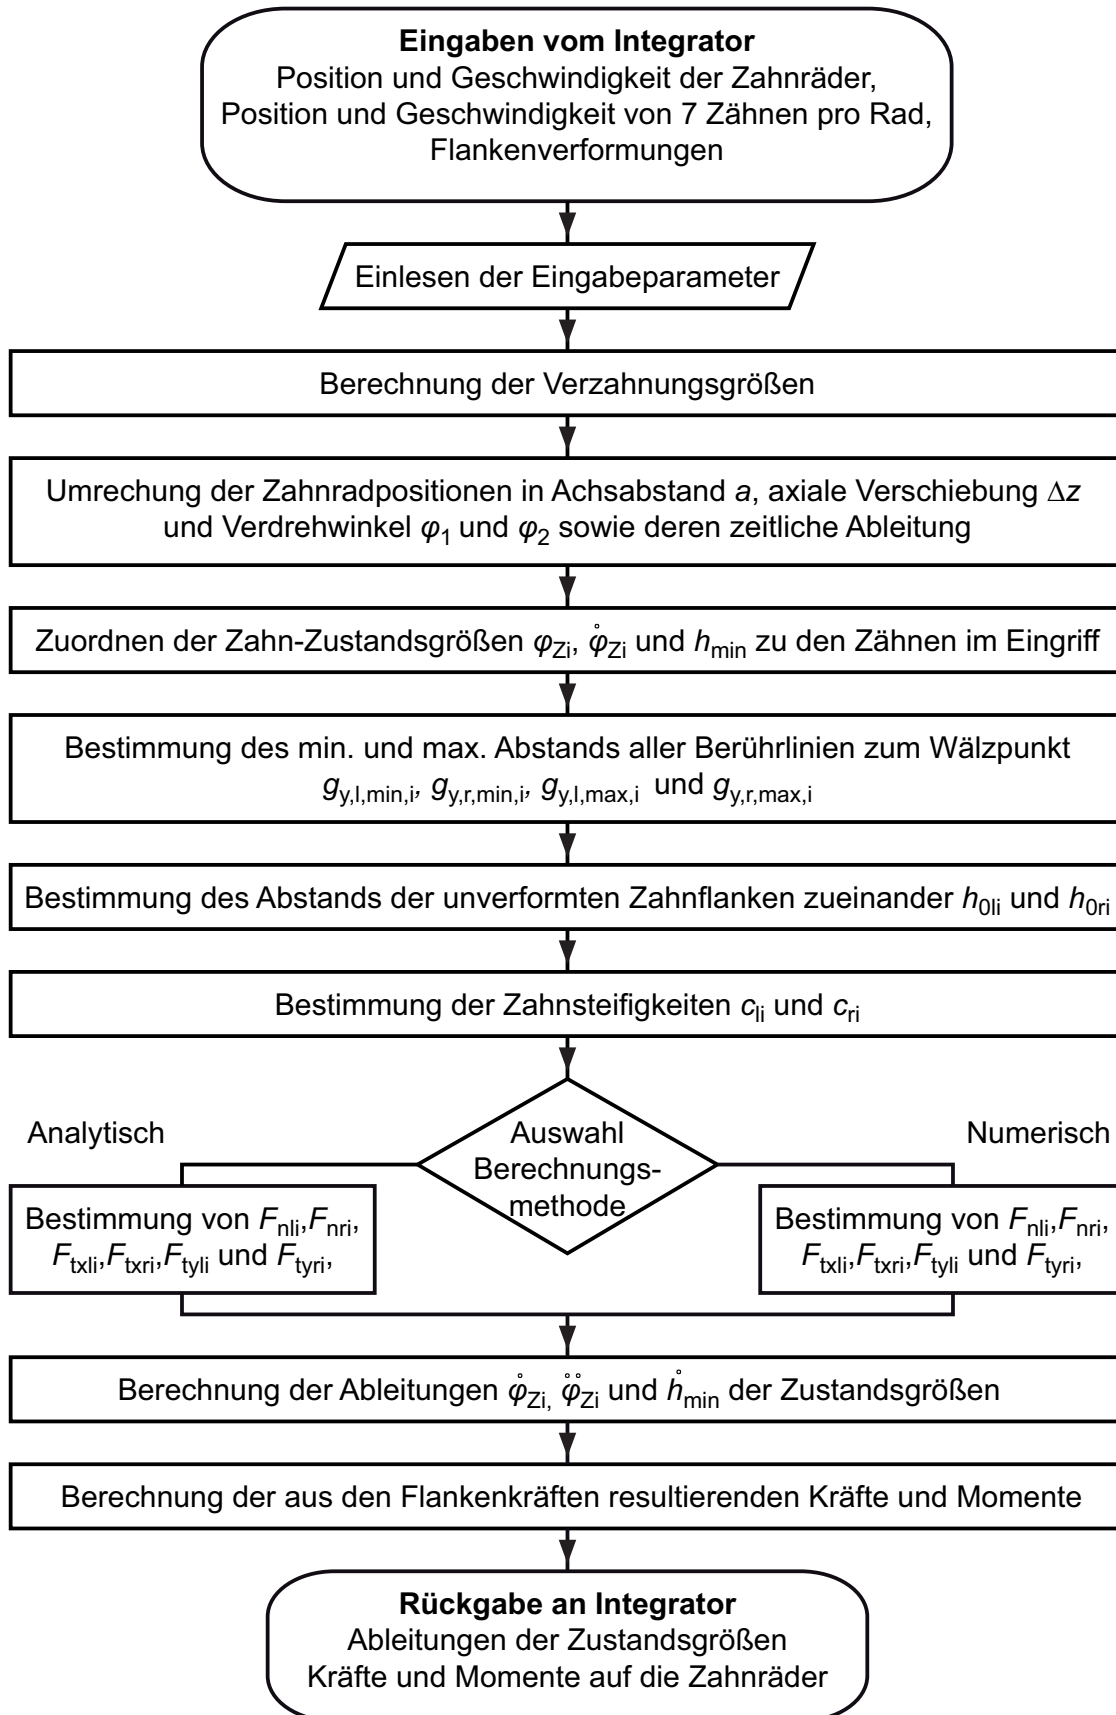 Eingaben vom Integrator
Position und Geschwindigkeit der Zahnräder,
Position und Geschwindigkeit von 7 Zähnen pro Rad,
Flankenverformungen
Einlesen der Eingabeparameter
Berechnung der Verzahnungsgrößen
Umrechung der Zahnradpositionen in Achsabstand a, axiale Verschiebung Δz
und Verdrehwinkel φ₁ und φ₂ sowie deren zeitliche Ableitung
Zuordnen der Zahn-Zustandsgrößen φZi, φ̊Zi und hmin zu den Zähnen im Eingriff
Bestimmung des min. und max. Abstands aller Berührlinien zum Wälzpunkt
gy,l,min,i, gy,r,min,i, gy,l,max,i und gy,r,max,i
Bestimmung des Abstands der unverformten Zahnflanken zueinander h0li und h0ri
Bestimmung der Zahnsteifigkeiten cli und cri
Analytisch
Auswahl
Berechnungs-
methode
Numerisch
Bestimmung von Fnli,Fnri,
Ftxli,Ftxri,Ftyli und Ftyri,
Bestimmung von Fnli,Fnri,
Ftxli,Ftxri,Ftyli und Ftyri,
Berechnung der Ableitungen φ̊Zi, φ̊̊Zi und h̊min der Zustandsgrößen
Berechnung der aus den Flankenkräften resultierenden Kräfte und Momente
Rückgabe an Integrator
Ableitungen der Zustandsgrößen
Kräfte und Momente auf die Zahnräder